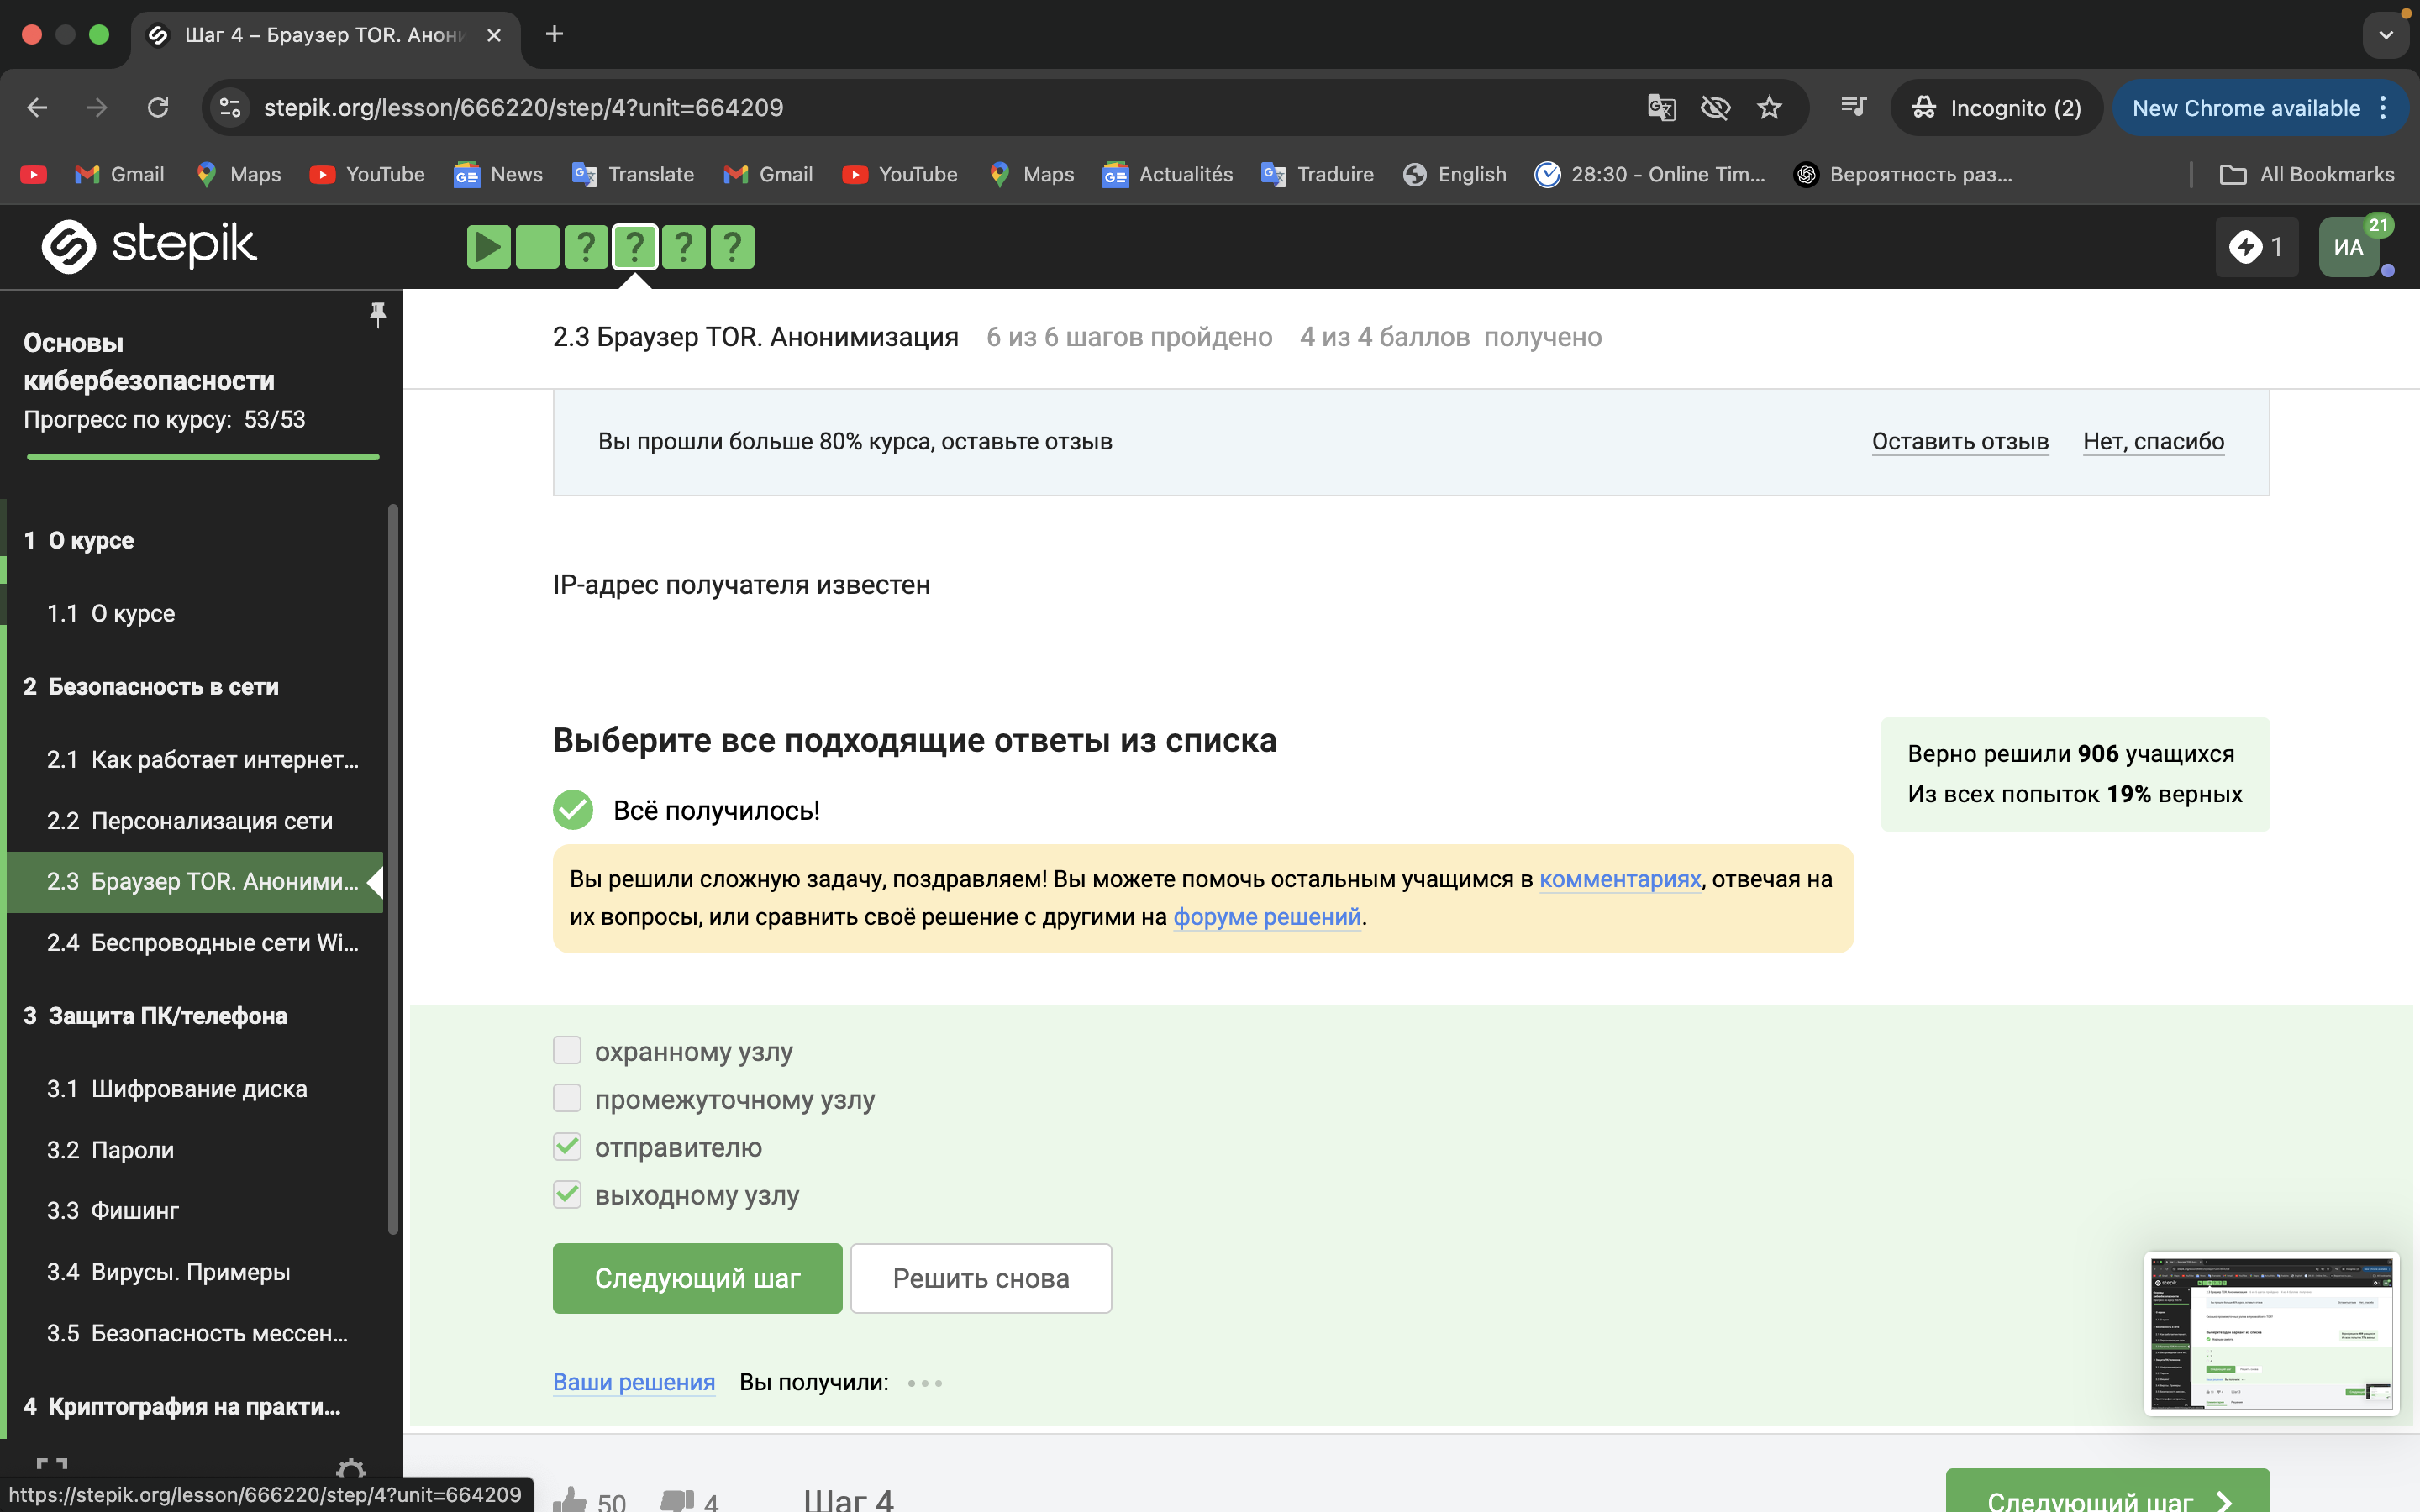 Шаг 4 – Браузер TOR. Анони
stepik.org/lesson/666220/step/4?unit=664209
Incognito (2)
New Chrome available
Gmail
Maps
YouTube
News
Translate
Gmail
YouTube
Maps
Actualités
Traduire
English
28:30 - Online Tim...
Вероятность раз...
All Bookmarks
stepik
? ? ? ?
1
ИА
21
Основы
кибербезопасности
Прогресс по курсу: 53/53
1 О курсе
1.1 О курсе
2 Безопасность в сети
2.1 Как работает интернет...
2.2 Персонализация сети
2.3 Браузер TOR. Аноними...
2.4 Беспроводные сети Wi...
3 Защита ПК/телефона
3.1 Шифрование диска
3.2 Пароли
3.3 Фишинг
3.4 Вирусы. Примеры
3.5 Безопасность мессен...
4 Криптография на практи...
https://stepik.org/lesson/666220/step/4?unit=664209
2.3 Браузер TOR. Анонимизация 6 из 6 шагов пройдено 4 из 4 баллов получено
Вы прошли больше 80% курса, оставьте отзыв
Оставить отзыв
Нет, спасибо
IP-адрес получателя известен
Выберите все подходящие ответы из списка
Всё получилось!
Верно решили 906 учащихся
Из всех попыток 19% верных
Вы решили сложную задачу, поздравляем! Вы можете помочь остальным учащимся в комментариях, отвечая на
их вопросы, или сравнить своё решение с другими на форуме решений.
охранному узлу
промежуточному узлу
отправителю
выходному узлу
Следующий шаг
Решить снова
Ваши решения Вы получили:
50
4
Шаг 4
Следующий шаг